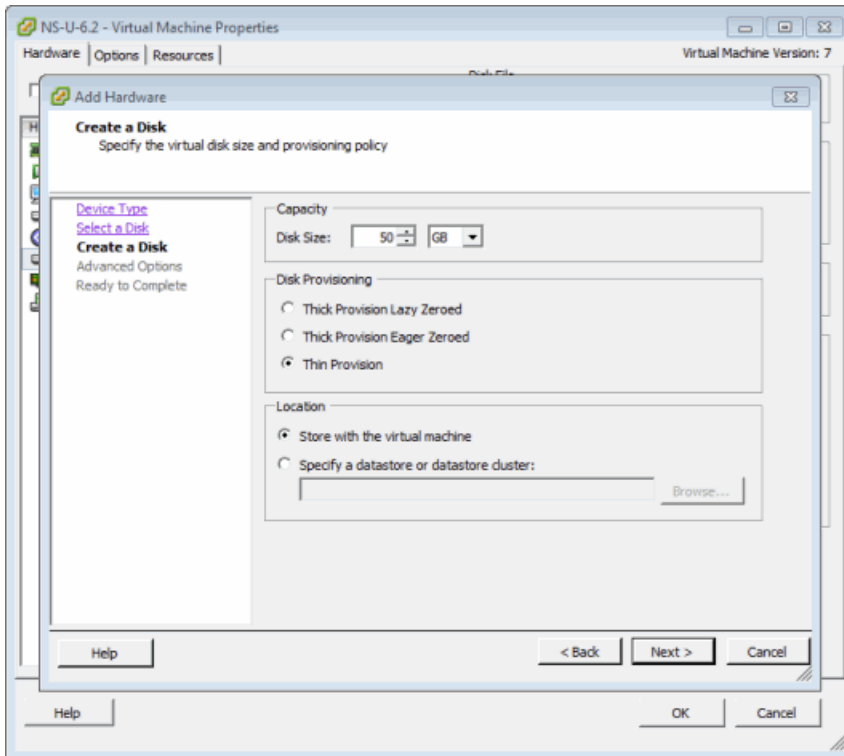 NS-U-6.2 - Virtual Machine Properties
Hardware Options Resources Virtual Machine Version: 7
Add Hardware
Create a Disk
Specify the virtual disk size and provisioning policy
Device Type
Select a Disk
Create a Disk
Advanced Options
Ready to Complete
Capacity
Disk Size: 50 GB
Disk Provisioning
Thick Provision Lazy Zeroed
Thick Provision Eager Zeroed
Thin Provision
Location
Store with the virtual machine
Specify a datastore or datastore cluster:
Browse...
Help < Back Next > Cancel
Help OK Cancel